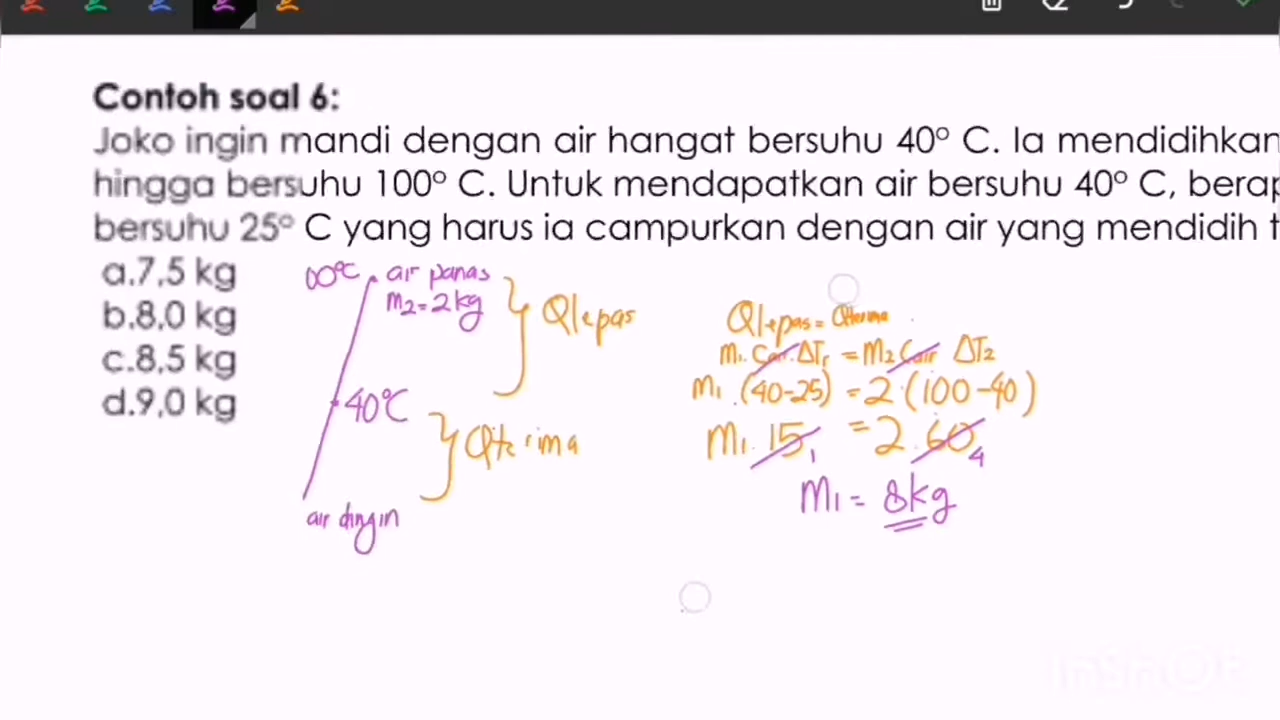 Contoh soal 6:
Joko ingin mandi dengan air hangat bersuhu 40° C. Ia mendidihkan
hingga bersuhu 100° C. Untuk mendapatkan air bersuhu 40° C, berap
bersuhu 25° C yang harus ia campurkan dengan air yang mendidih t
a.7,5 kg
b.8,0 kg
c.8,5 kg
d.9,0 kg
00°C air panas
m2=2kg
Qlepas
40°C
Qterima
air dingin
Qlepas = Qterima
m1. Cair. ΔT1 = m2 Cair ΔT2
m1 . (40-25) = 2 . (100-40)
m1. 15 1 = 2 . 60 4
m1 = 8kg